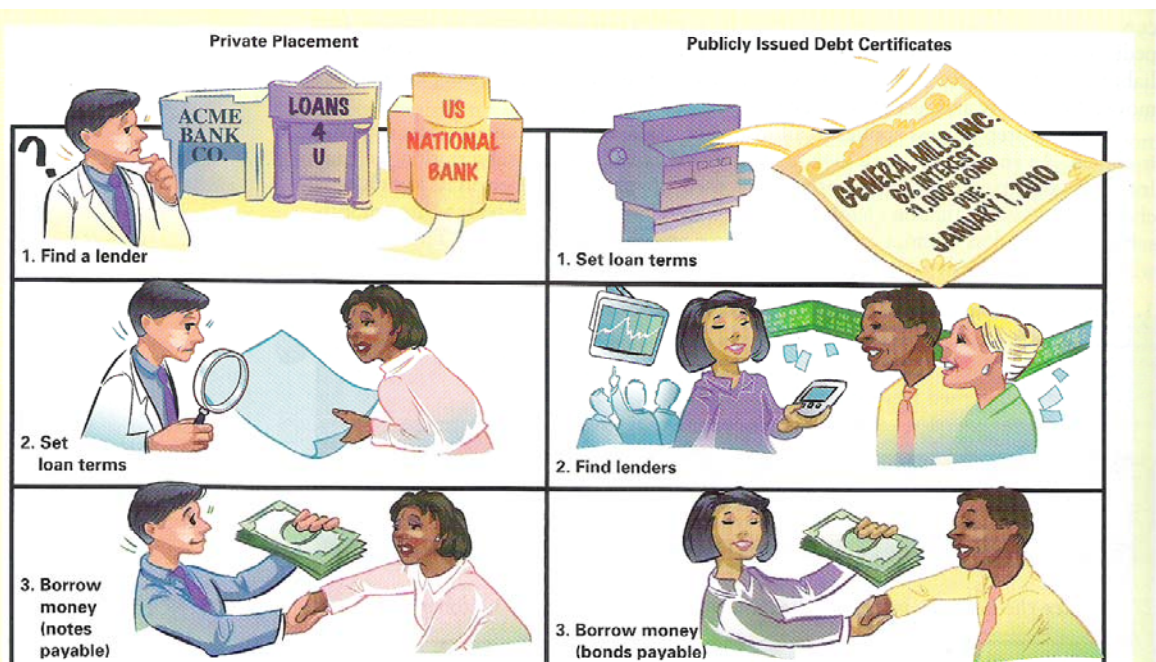 Private Placement
Publicly Issued Debt Certificates
ACME
BANK
CO.
LOANS
4
U
US
NATIONAL
BANK
?
1. Find a lender
GENERAL MILLS INC.
6% INTEREST
$1,000.00 BOND
DUE:
JANUARY 1, 2010
1. Set loan terms
2. Set
loan terms
2. Find lenders
3. Borrow
money
(notes
payable)
3. Borrow money
(bonds payable)